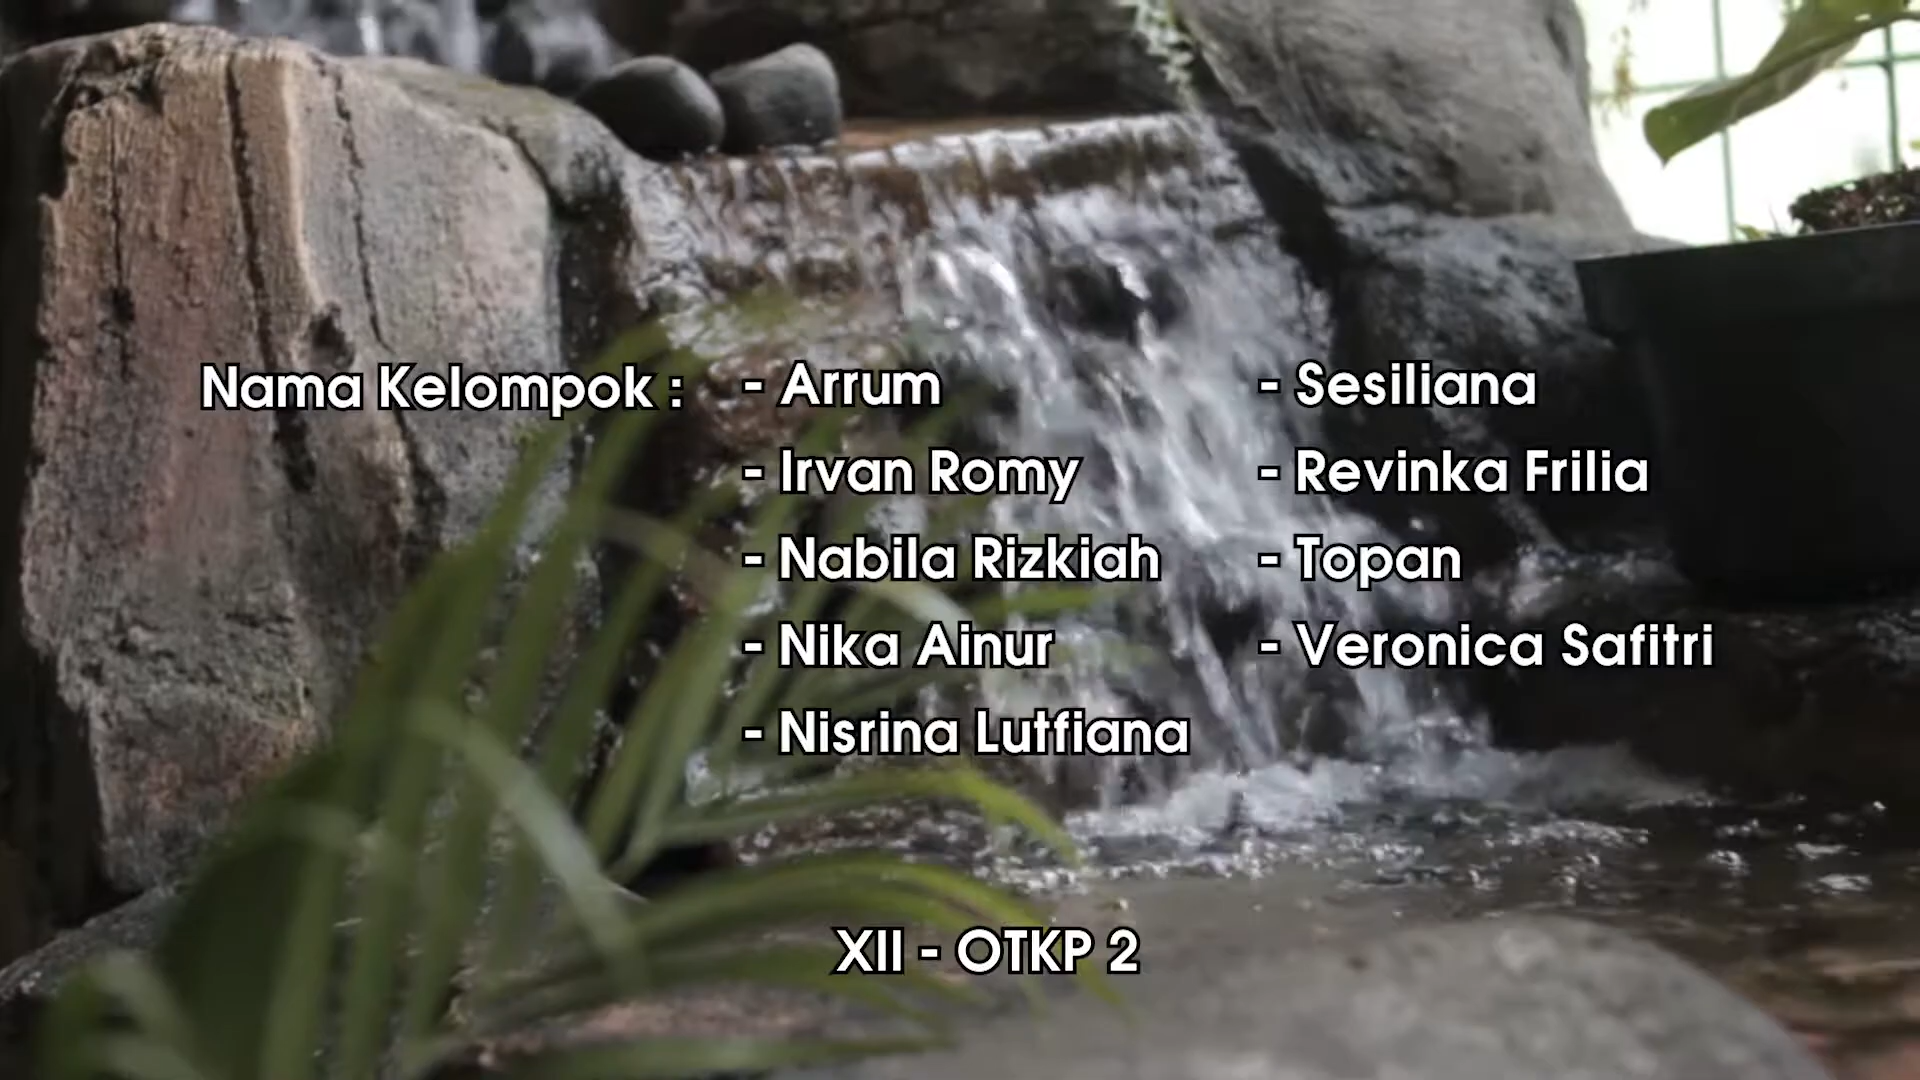 Nama Kelompok :
- Arrum
- Irvan Romy
- Nabila Rizkiah
- Nika Ainur
- Nisrina Lutfiana
- Sesiliana
- Revinka Frilia
- Topan
- Veronica Safitri
XII - OTKP 2